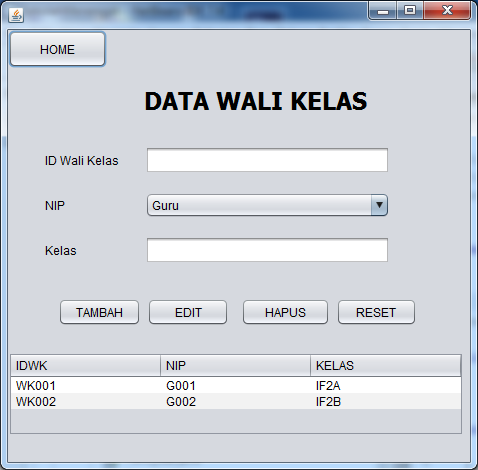 HOME
DATA WALI KELAS
ID Wali Kelas
NIP Guru
Kelas
TAMBAH EDIT HAPUS RESET
IDWK NIP KELAS
WK001 G001 IF2A
WK002 G002 IF2B